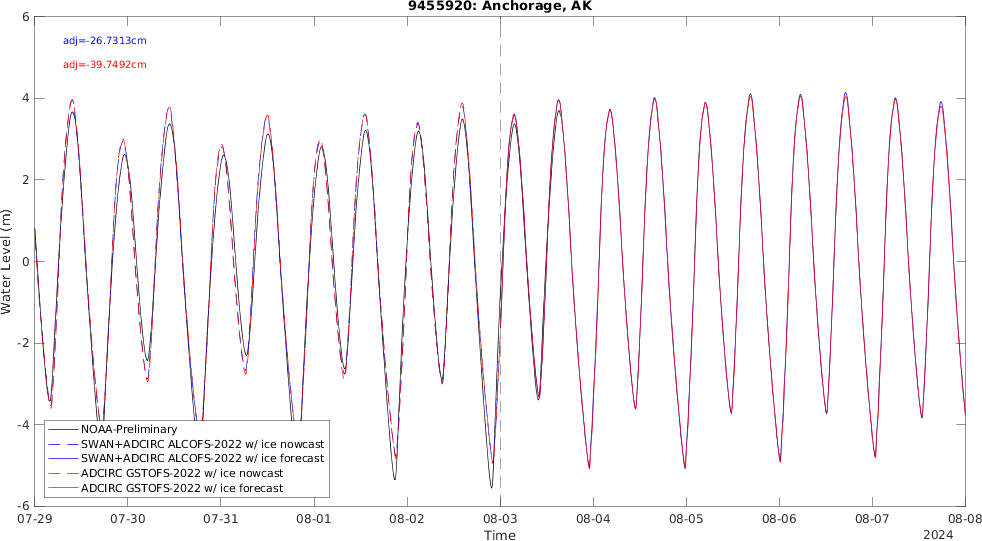 9455920: Anchorage, AK
adj=-26.7313cm
adj=-39.7492cm
6
4
2
0
-2
-4
-6
Water Level (m)
NOAA-Preliminary
SWAN+ADCIRC ALCOFS-2022 w/ ice nowcast
SWAN+ADCIRC ALCOFS-2022 w/ ice forecast
ADCIRC GSTOFS-2022 w/ ice nowcast
ADCIRC GSTOFS-2022 w/ ice forecast
07-29 07-30 07-31 08-01 08-02 08-03 08-04 08-05 08-06 08-07 08-08
Time
2024